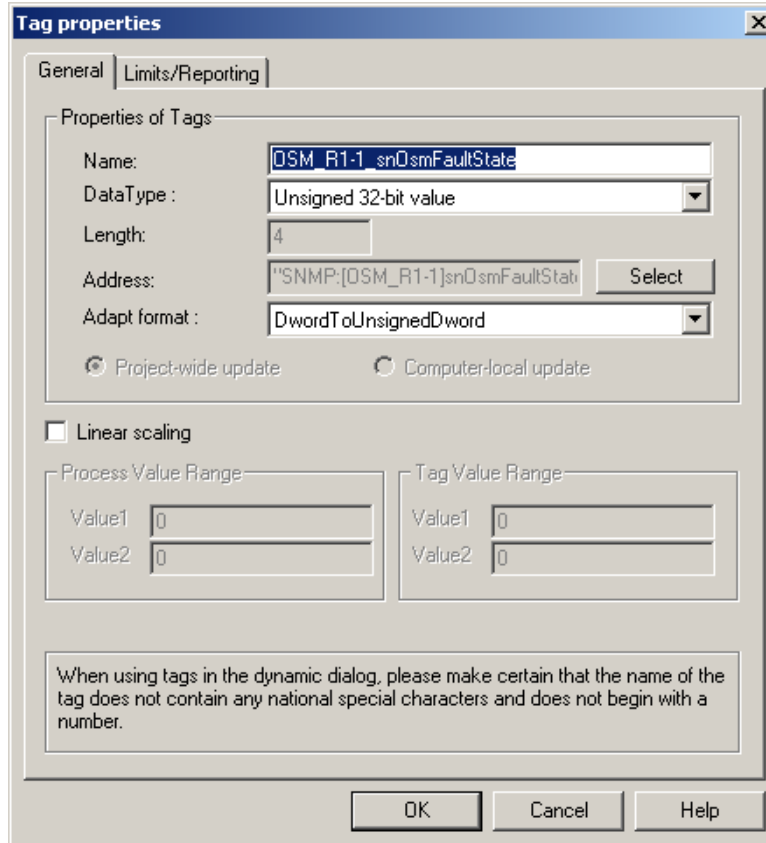 Tag properties
General
Limits/Reporting
Properties of Tags
Name:
OSM_R1-1_snOsmFaultState
DataType :
Unsigned 32-bit value
Length:
4
Address:
"SNMP:[OSM_R1-1]snOsmFaultStat
Select
Adapt format :
DwordToUnsignedDword
Project-wide update
Computer-local update
Linear scaling
Process Value Range
Value1
0
Value2
0
Tag Value Range
Value1
0
Value2
0
When using tags in the dynamic dialog, please make certain that the name of the
tag does not contain any national special characters and does not begin with a
number.
OK
Cancel
Help